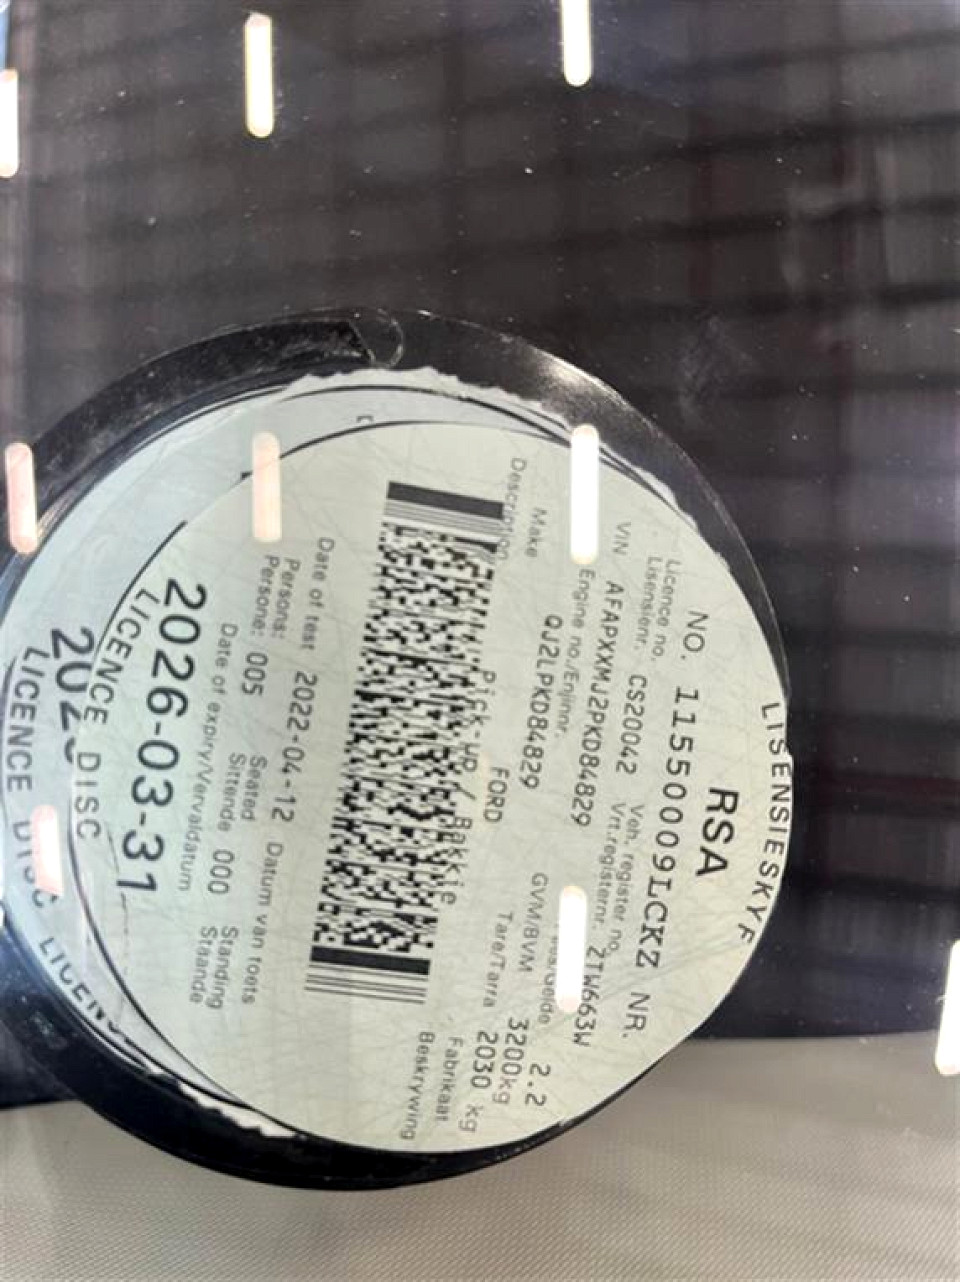 LISENSIESKYF
RSA
NO. 11550009LCKZ NR.
Licence no. Veh. register no.
Lisensienr. CS20042 Vrt.registernr. ZTW663W
VIN AFAPXXMJ2PKD84829
Engine no./Enjinnr. 2.2
QJ2LPKD84829 GVM/BVM 3200kg
Make FORD Tare/Tarra 2030 kg
Fabrikaat
Description Pick-up / Bakkie Beskrywing
Date of test 2022-04-12 Datum van toets
Persons: Seated Standing
Persone: 005 Sittende 000 Staande
Date of expiry/Vervaldatum
2026-03-31
LICENCE DISC
LICENCE DISC